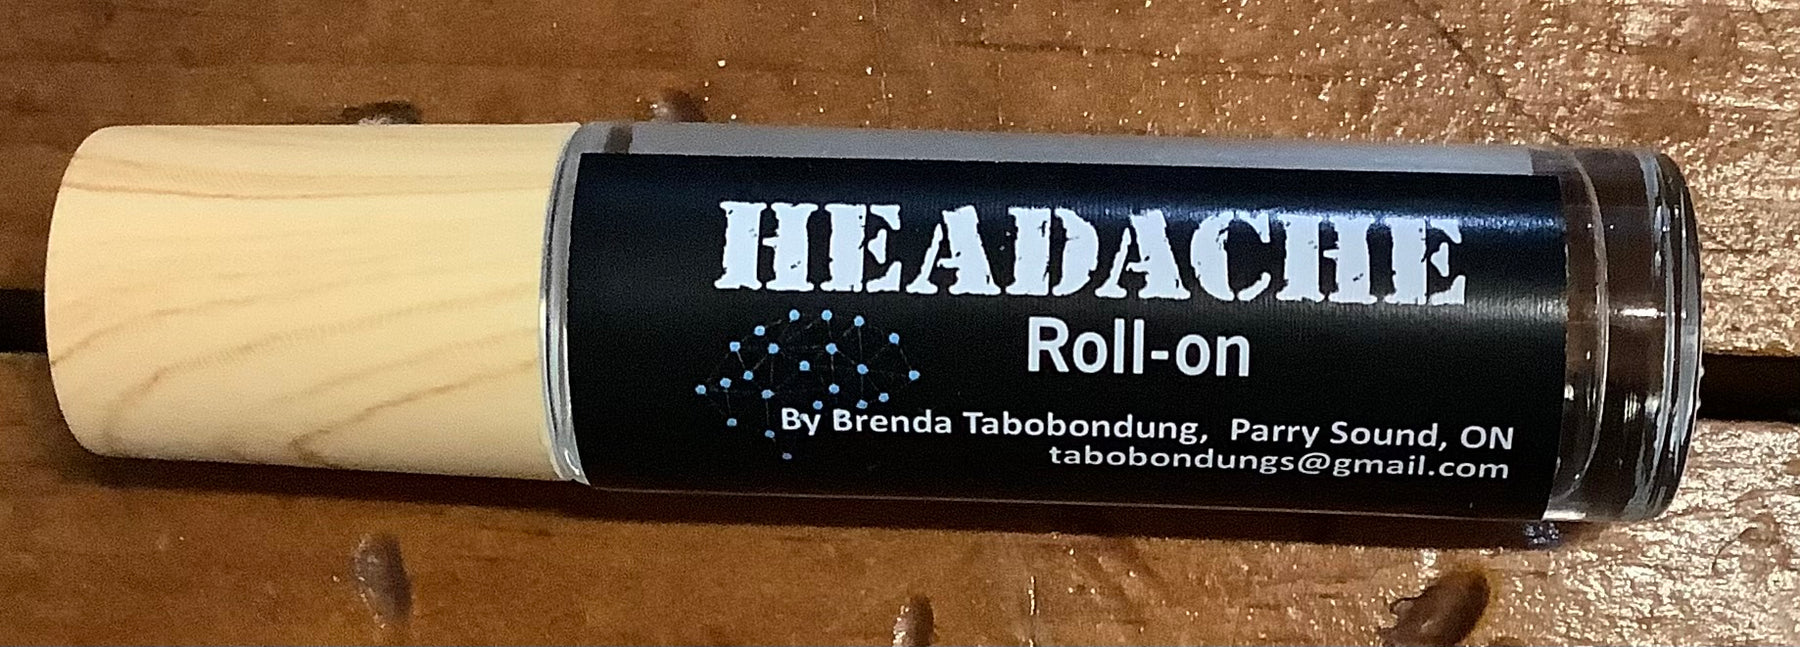 HEADACHE
Roll-on
By Brenda Tabobondung, Parry Sound, ON
tabobondungs@gmail.com